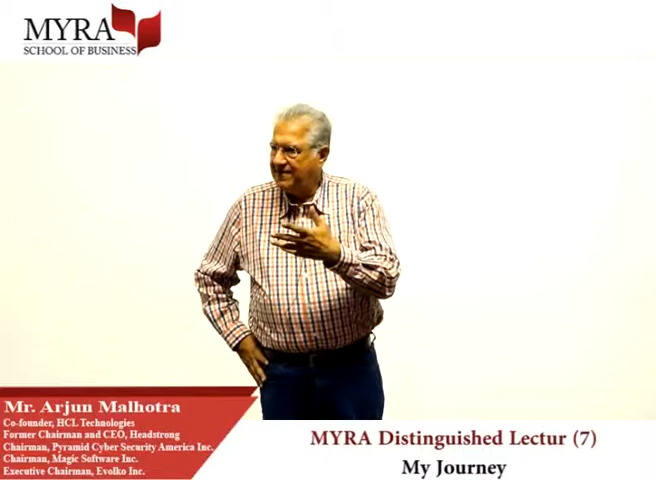 MYRA
SCHOOL OF BUSINESS
Mr. Arjun Malhotra
Co-founder, HCL Technologies
Former Chairman and CEO, Headstrong
Chairman, Pyramid Cyber Security America Inc.
Chairman, Magic Software Inc.
Executive Chairman, Evolko Inc.
MYRA Distinguished Lectur (7)
My Journey